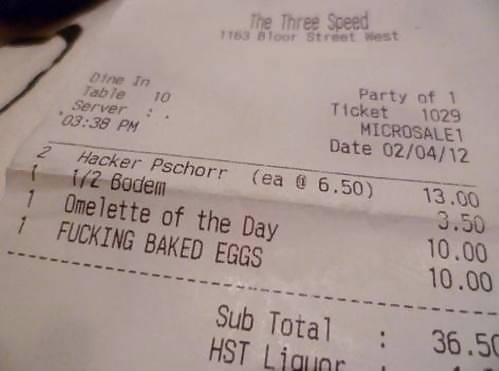 The Three Speed
1163 Bloor Street West
Dine In
Table 10
Server : .
03:38 PM
Party of 1
Ticket 1029
MICROSALE1
Date 02/04/12
2 Hacker Pschorr (ea @ 6.50) 13.00
1 1/2 Bodem 3.50
1 Omelette of the Day 10.00
1 FUCKING BAKED EGGS 10.00
Sub Total : 36.50
HST Liquor :